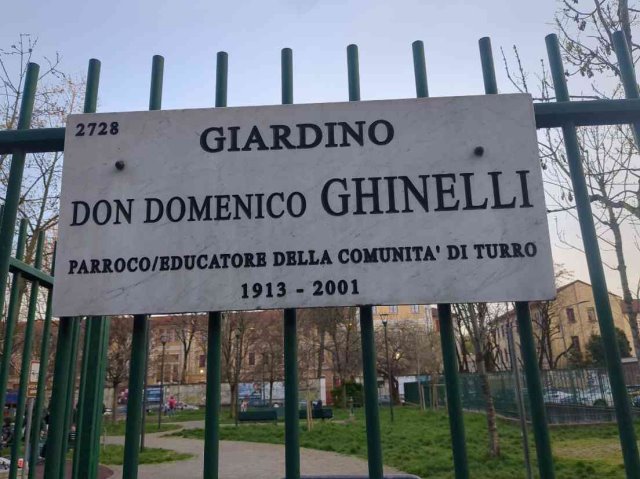 2728
GIARDINO
DON DOMENICO GHINELLI
PARROCO/EDUCATORE DELLA COMUNITA' DI TURRO
1913 - 2001